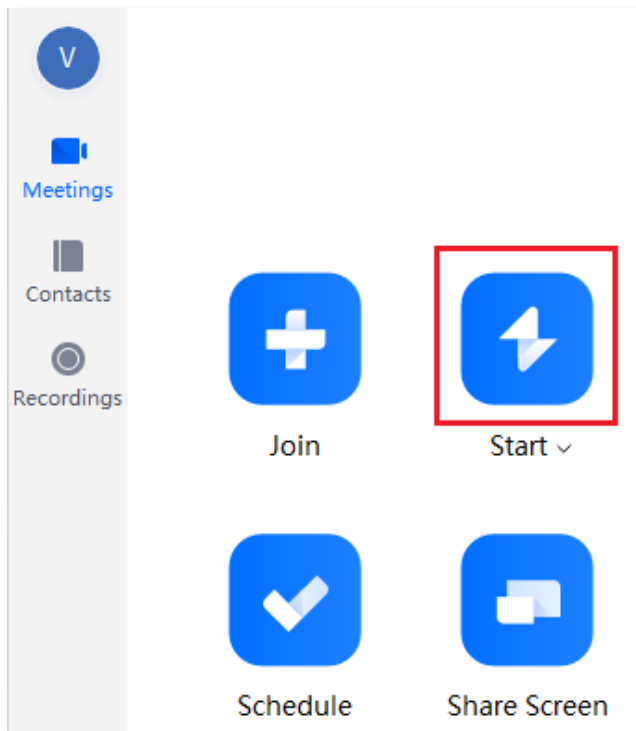 V
Meetings
Contacts
Recordings
Join
Start
Schedule
Share Screen